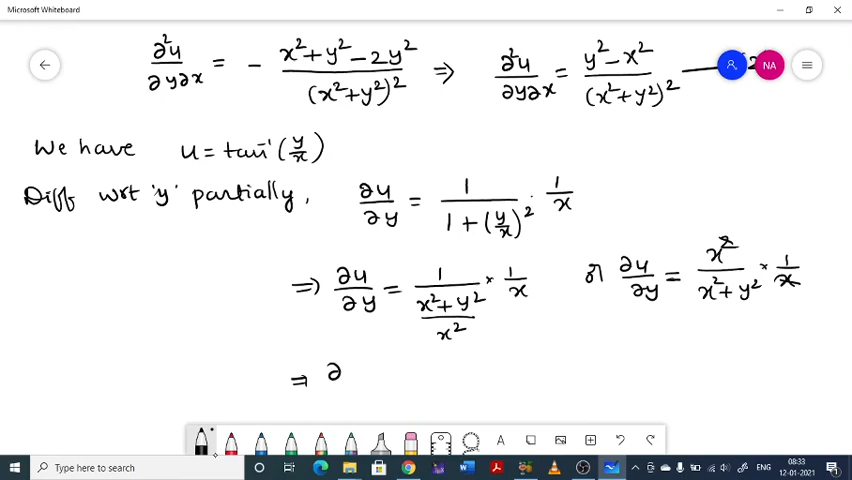 Microsoft Whiteboard
∂²u/∂y∂x = - (x²+y²-2y²)/(x²+y²)² ⇒ ∂²u/∂y∂x = (y²-x²)/(x²+y²)²
NA
We have u = tan⁻¹(y/x)
Diff wrt 'y' partially, ∂u/∂y = 1/(1+(y/x)²) · 1/x
⇒ ∂u/∂y = 1/((x²+y²)/x²) × 1/x or ∂u/∂y = x²/(x²+y²) × 1/x
⇒ ∂
A
Type here to search
ENG
08:33
12-01-2021